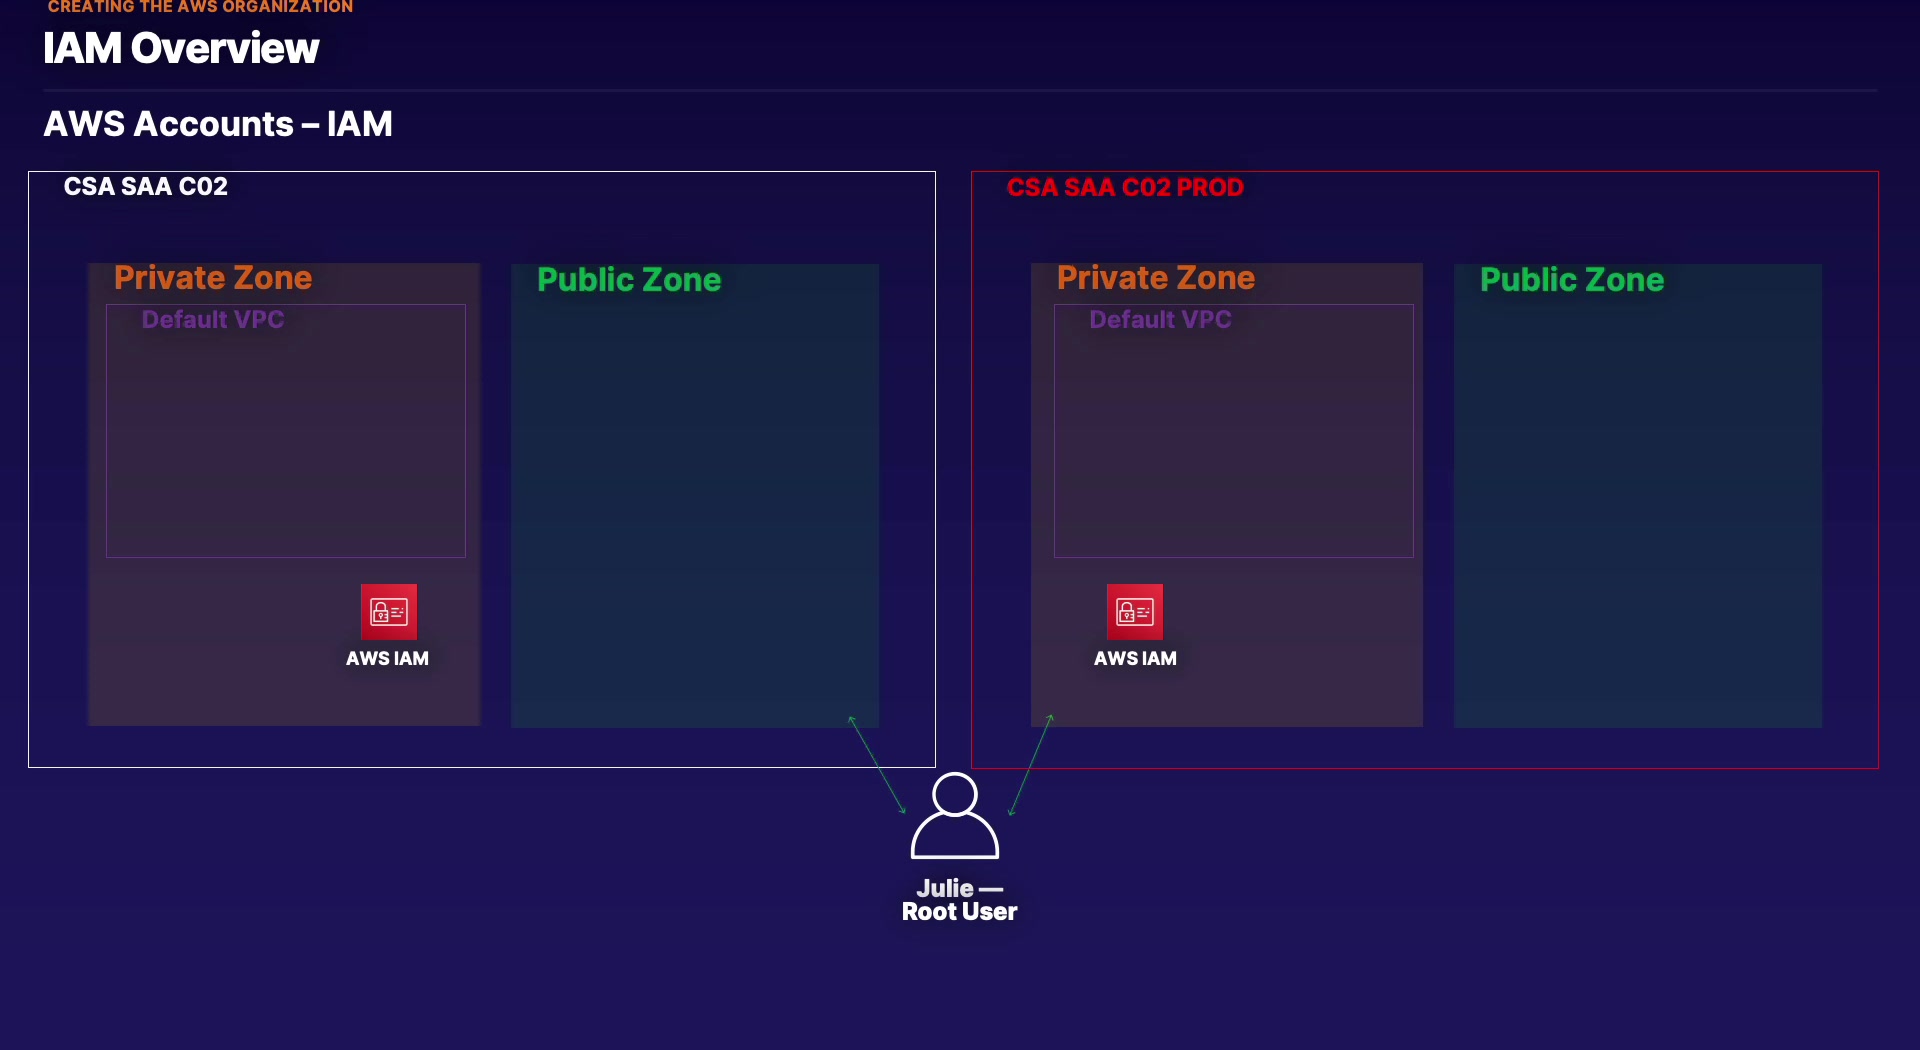 CREATING THE AWS ORGANIZATION
IAM Overview
AWS Accounts – IAM
CSA SAA C02
Private Zone
Default VPC
AWS IAM
Public Zone
CSA SAA C02 PROD
Private Zone
Default VPC
AWS IAM
Public Zone
Julie —
Root User